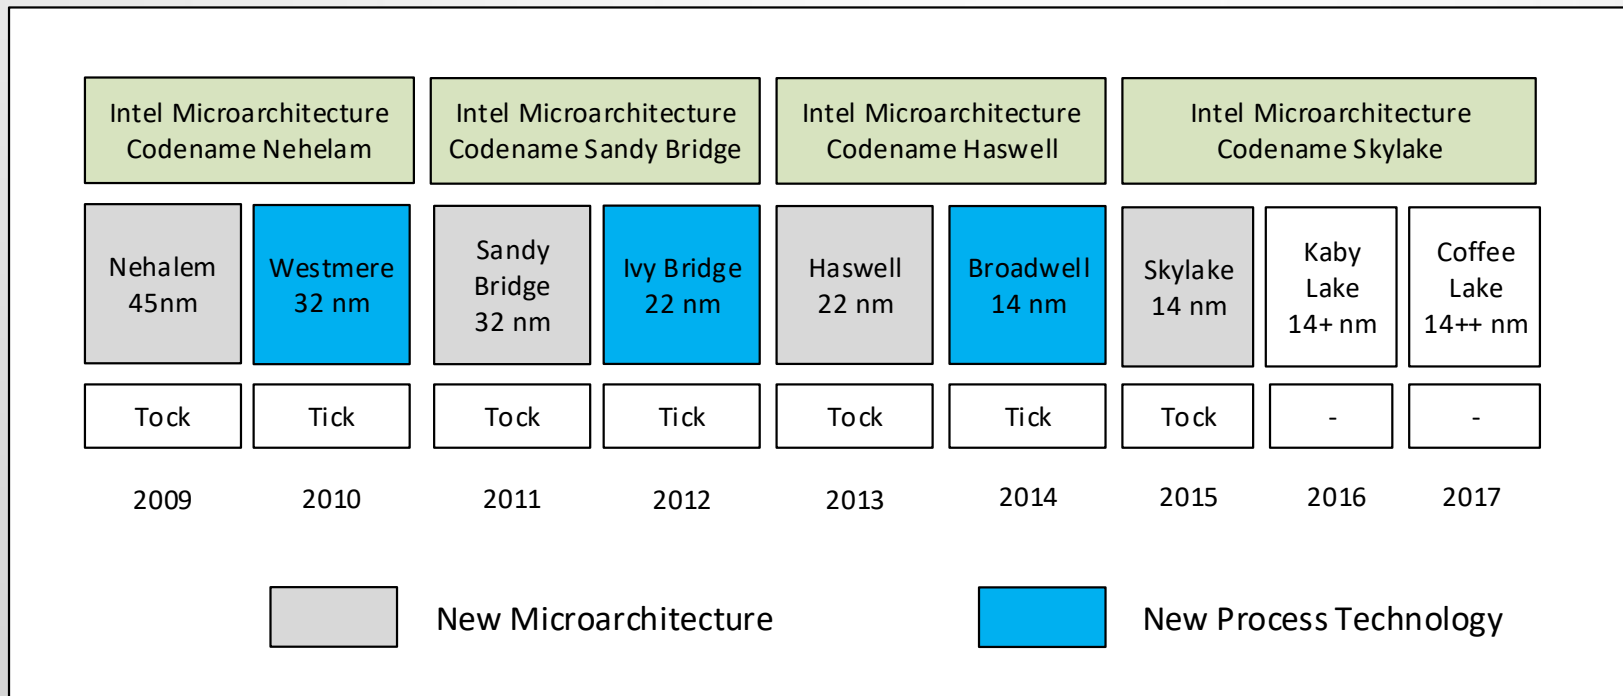 Intel Microarchitecture
Codename Nehelam
Intel Microarchitecture
Codename Sandy Bridge
Intel Microarchitecture
Codename Haswell
Intel Microarchitecture
Codename Skylake
Nehalem
45nm
Westmere
32 nm
Sandy
Bridge
32 nm
Ivy Bridge
22 nm
Haswell
22 nm
Broadwell
14 nm
Skylake
14 nm
Kaby
Lake
14+ nm
Coffee
Lake
14++ nm
Tock
Tick
Tock
Tick
Tock
Tick
Tock
-
-
2009
2010
2011
2012
2013
2014
2015
2016
2017
New Microarchitecture
New Process Technology